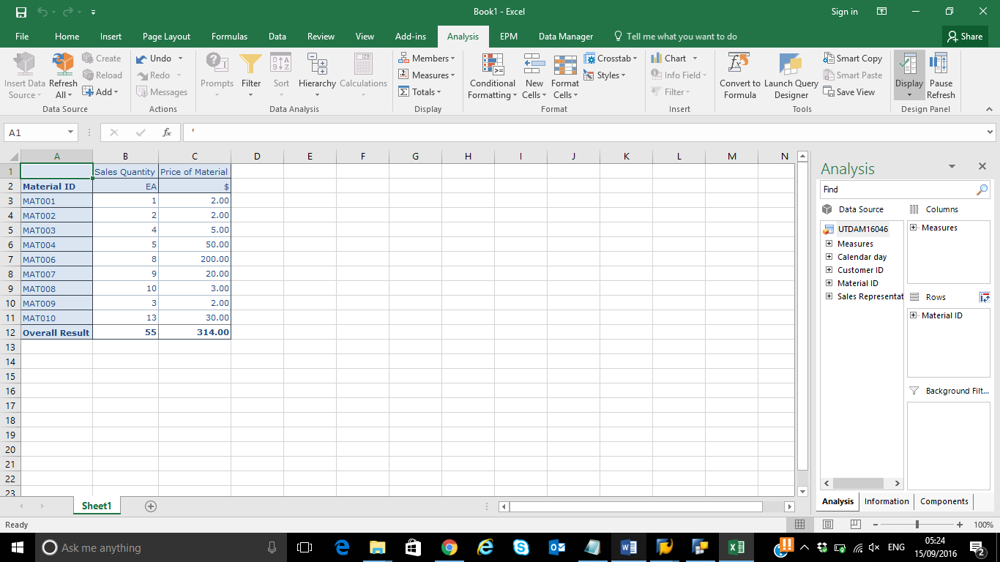 Book1 - Excel
Sign in
File Home Insert Page Layout Formulas Data Review View Add-ins Analysis EPM Data Manager Tell me what you want to do Share
Insert Data Source
Refresh All
Create
Reload
Add
Data Source
Undo
Redo
Messages
Actions
Prompts
Filter
Sort
Hierarchy
Calculations
Data Analysis
Members
Measures
Totals
Display
Conditional Formatting
New Cells
Format Cells
Crosstab
Styles
Format
Chart
Info Field
Filter
Insert
Convert to Formula
Launch Query Designer
Smart Copy
Smart Paste
Save View
Tools
Display
Pause Refresh
Design Panel
A1 fx '
A B C D E F G H I J K L M N
1 Sales Quantity Price of Material
2 Material ID EA $
3 MAT001 1 2.00
4 MAT002 2 2.00
5 MAT003 4 5.00
6 MAT004 5 50.00
7 MAT006 8 200.00
8 MAT007 9 20.00
9 MAT008 10 3.00
10 MAT009 3 2.00
11 MAT010 13 30.00
12 Overall Result 55 314.00
13
14
15
16
17
18
19
20
21
22
23
Analysis
Find
Data Source
UTDAM16046
Measures
Calendar day
Customer ID
Material ID
Sales Representat
Columns
Measures
Rows
Material ID
Background Filt...
Analysis Information Components
Sheet1
Ready
100%
Ask me anything
ENG
05:24
15/09/2016
2